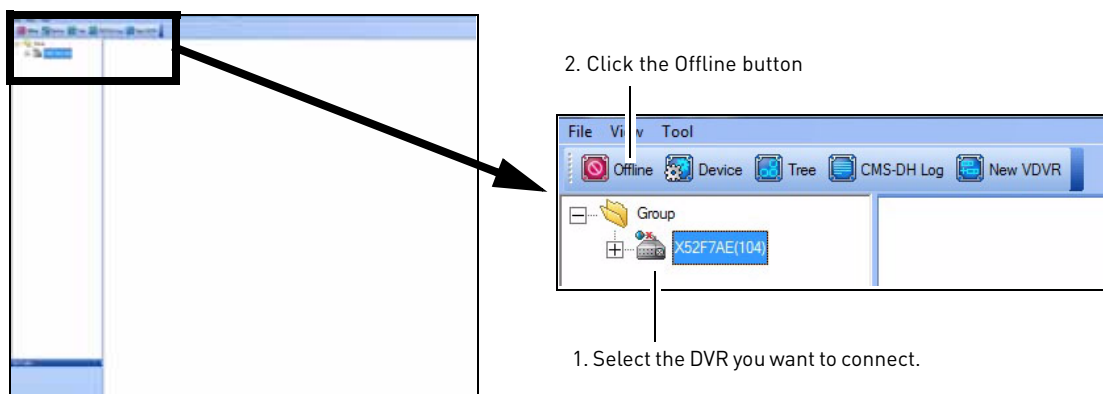 2. Click the Offline button
File View Tool
Offline Device Tree CMS-DH Log New VDVR
Group
X52F7AE(104)
1. Select the DVR you want to connect.